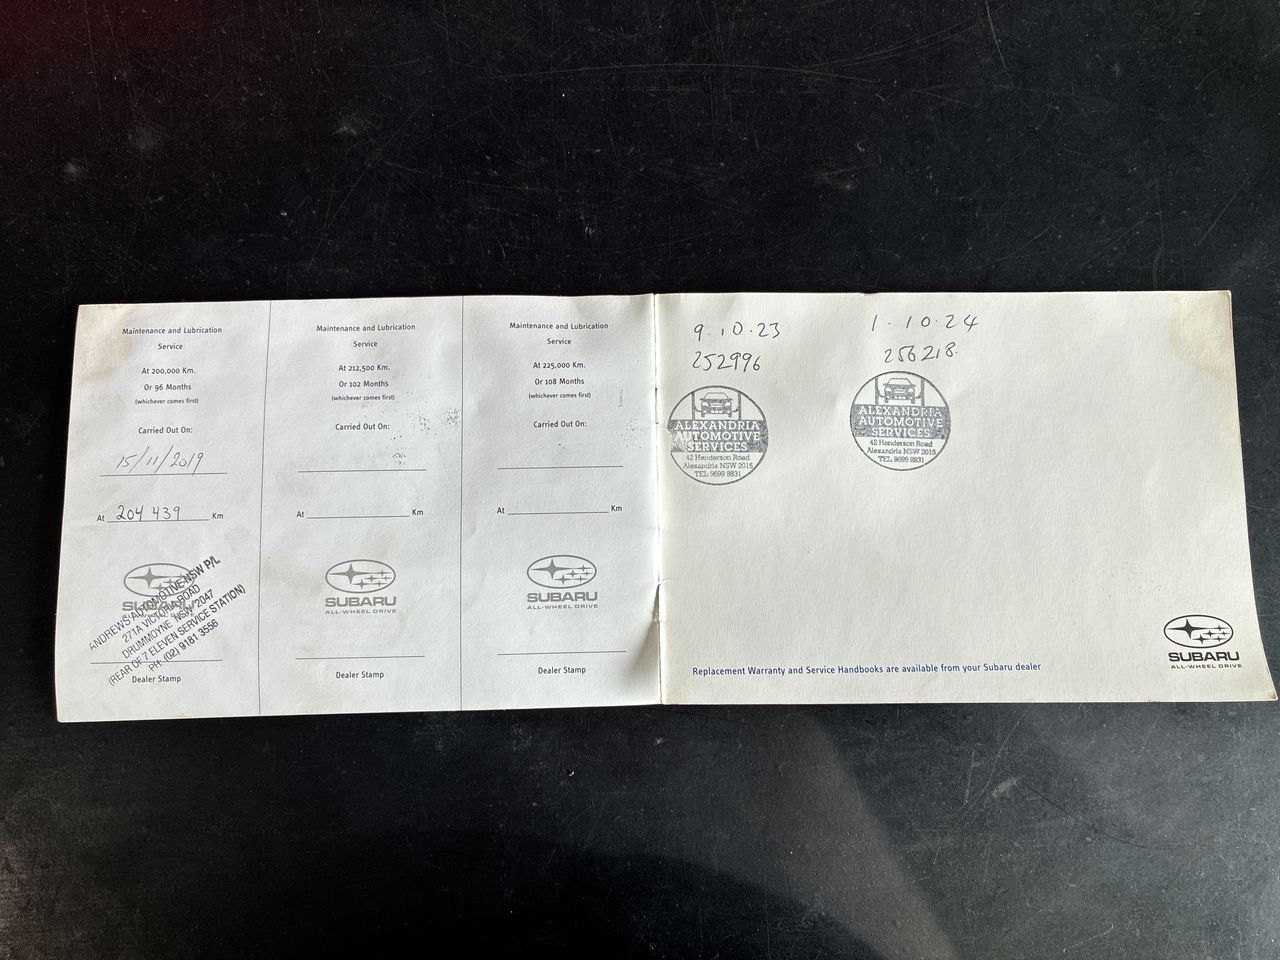 Maintenance and Lubrication
Service
At 200,000 Km.
Or 96 Months
(whichever comes first)
Carried Out On:
15/11/2019
At 204 439 Km
SUBARU
ANDREWS AUTOMOTIVE NSW P/L
271A VICTORIA ROAD
DRUMMOYNE NSW 2047
(REAR OF 7 ELEVEN SERVICE STATION)
PH: (02) 9181 3556
Dealer Stamp
Maintenance and Lubrication
Service
At 212,500 Km.
Or 102 Months
(whichever comes first)
Carried Out On:
At Km
SUBARU
ALL-WHEEL DRIVE
Dealer Stamp
Maintenance and Lubrication
Service
At 225,000 Km.
Or 108 Months
(whichever comes first)
Carried Out On:
At Km
SUBARU
ALL-WHEEL DRIVE
Dealer Stamp
9.10.23
252996
ALEXANDRIA
AUTOMOTIVE
SERVICES
42 Henderson Road
Alexandria NSW 2015
TEL 9699 8831
1.10.24
256218.
ALEXANDRIA
AUTOMOTIVE
SERVICES
42 Henderson Road
Alexandria NSW 2015
TEL 9699 8831
Replacement Warranty and Service Handbooks are available from your Subaru dealer
SUBARU
ALL-WHEEL DRIVE